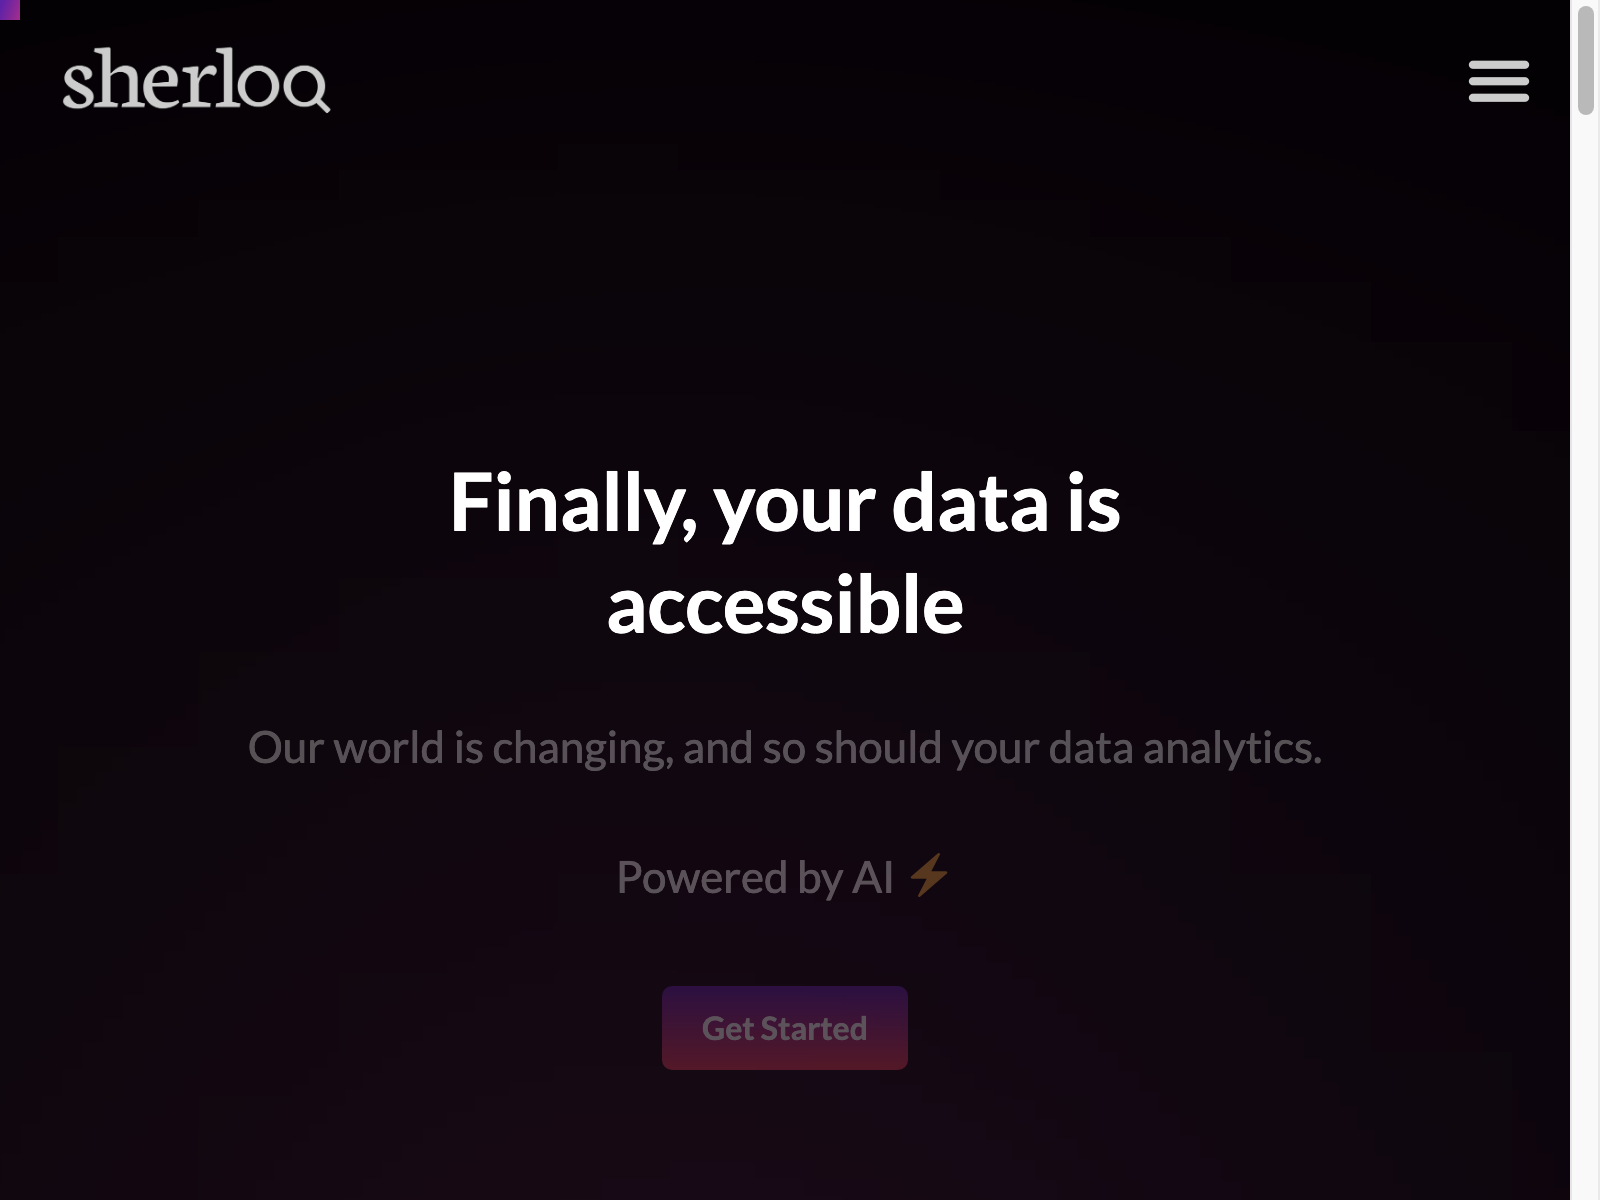 sherloq
Finally, your data is
accessible
Our world is changing, and so should your data analytics.
Powered by AI ⚡
Get Started